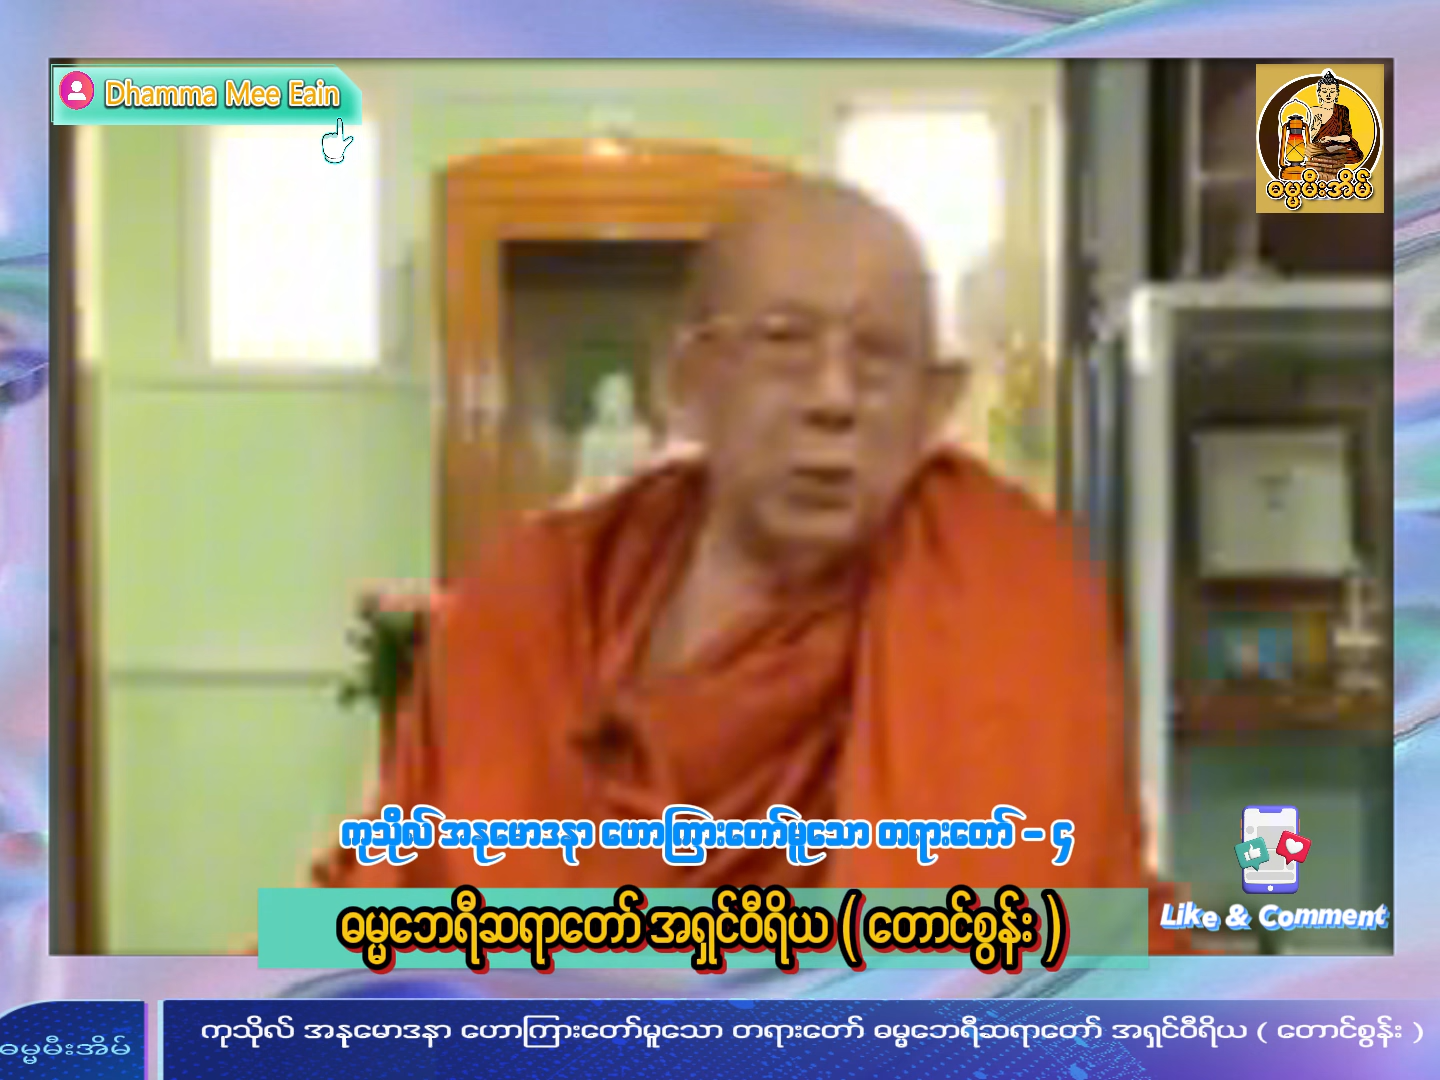 Dhamma Mee Eain
ဓမ္မမီးအိမ်
ကုသိုလ် အနုမောဒနာ ဟောကြားတော်မူသော တရားတော် - ၄
ဓမ္မဘေရီဆရာတော် အရှင်ဝီရိယ ( တောင်စွန်း )
Like & Comment
ဓမ္မမီးအိမ်
ကုသိုလ် အနုမောဒနာ ဟောကြားတော်မူသော တရားတော် ဓမ္မဘေရီဆရာတော် အရှင်ဝီရိယ ( တောင်စွန်း )